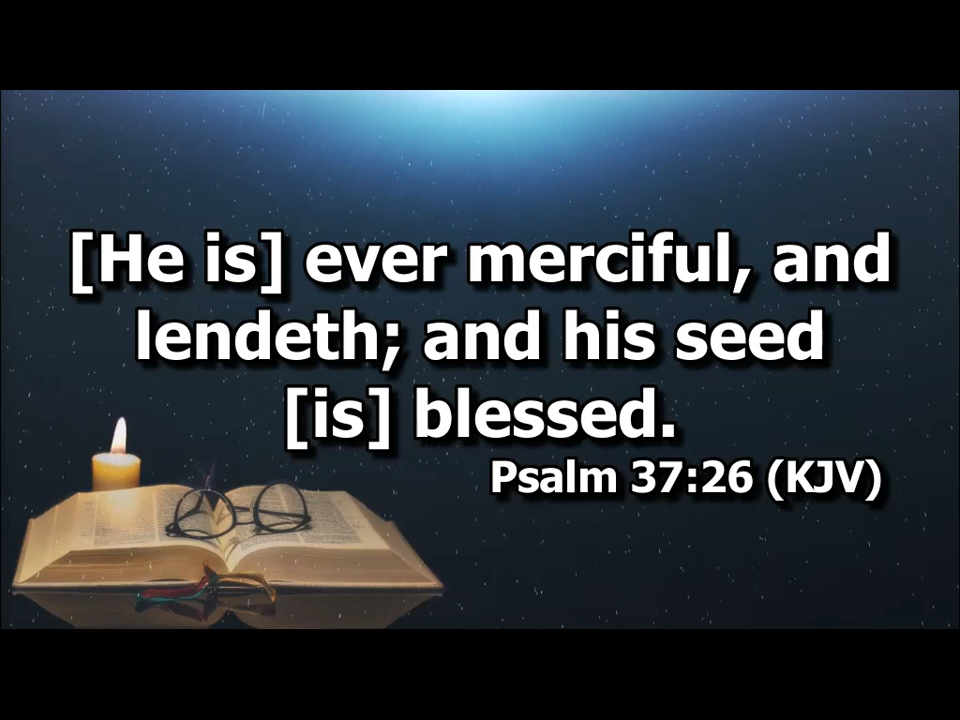 [He is] ever merciful, and
lendeth; and his seed
[is] blessed.
Psalm 37:26 (KJV)